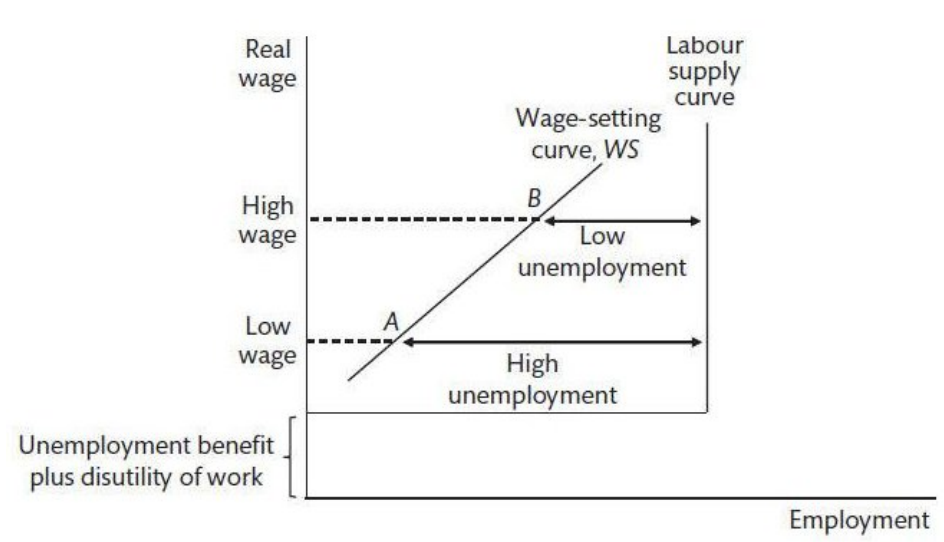 Real
wage
Labour
supply
curve
Wage-setting
curve, WS
B
High
wage
Low
unemployment
A
Low
wage
High
unemployment
Unemployment benefit
plus disutility of work
Employment